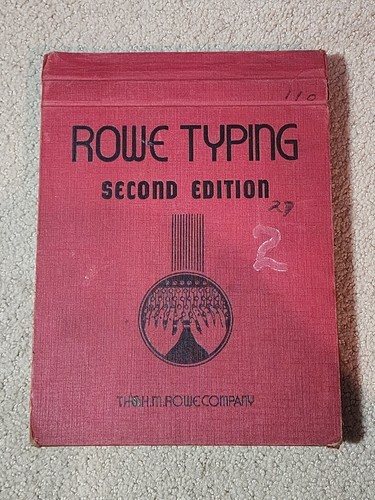 110
ROWE TYPING
SECOND EDITION
27
2
THE H.M. ROWE COMPANY